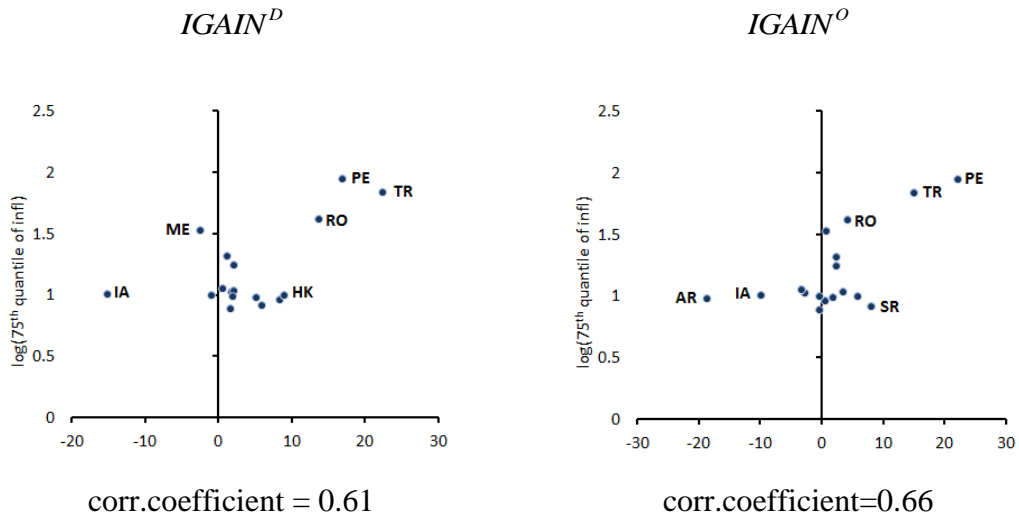 IGAIN^D
log(75th quantile of infl)
2.5
2
1.5
1
0.5
0
-20
-10
0
10
20
30
PE
TR
RO
ME
IA
HK
corr.coefficient = 0.61
IGAIN^O
log(75th quantile of infl)
2.5
2
1.5
1
0.5
0
-30
-20
-10
0
10
20
30
PE
TR
RO
AR
IA
SR
corr.coefficient=0.66